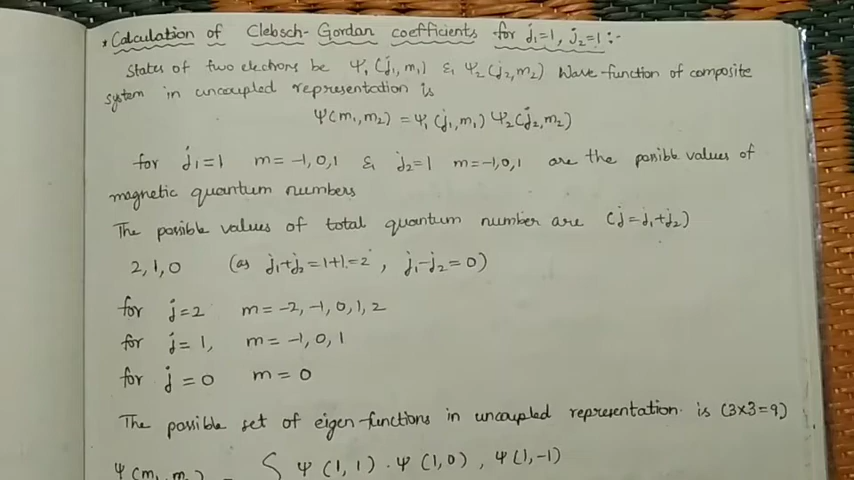 * Calculation of Clebsch-Gordan coefficients for j₁=1, j₂=1 :-
States of two electrons be Ψ₁(j₁,m₁) & Ψ₂(j₂,m₂) Wave-function of composite
system in uncoupled representation is
Ψ(m₁,m₂) = Ψ₁(j₁,m₁) Ψ₂(j₂,m₂)
for j₁=1 m=-1,0,1 & j₂=1 m=-1,0,1 are the possible values of
magnetic quantum numbers
The possible values of total quantum number are (j=j₁+j₂)
2,1,0 (as j₁+j₂=1+1=2, j₁-j₂=0)
for j=2 m=-2,-1,0,1,2
for j=1, m=-1,0,1
for j=0 m=0
The possible set of eigen-functions in uncoupled representation is (3×3=9)
Ψ(m₁,m₂) = { Ψ(1,1) . Ψ(1,0), Ψ(1,-1)